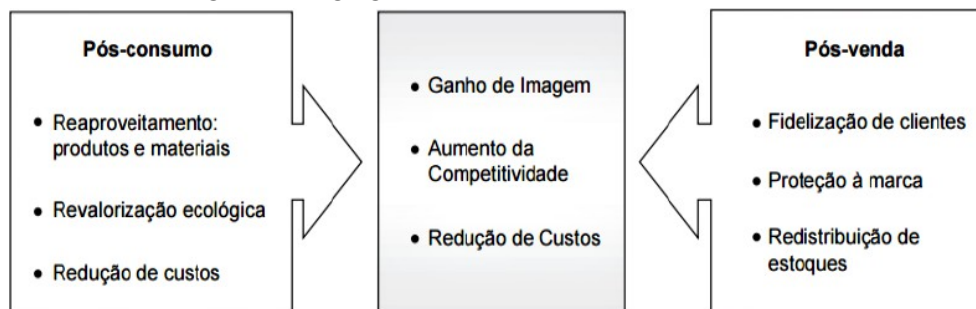 Pós-consumo
• Reaproveitamento:
produtos e materiais
• Revalorização ecológica
• Redução de custos
• Ganho de Imagem
• Aumento da
Competitividade
• Redução de Custos
Pós-venda
• Fidelização de clientes
• Proteção à marca
• Redistribuição de
estoques